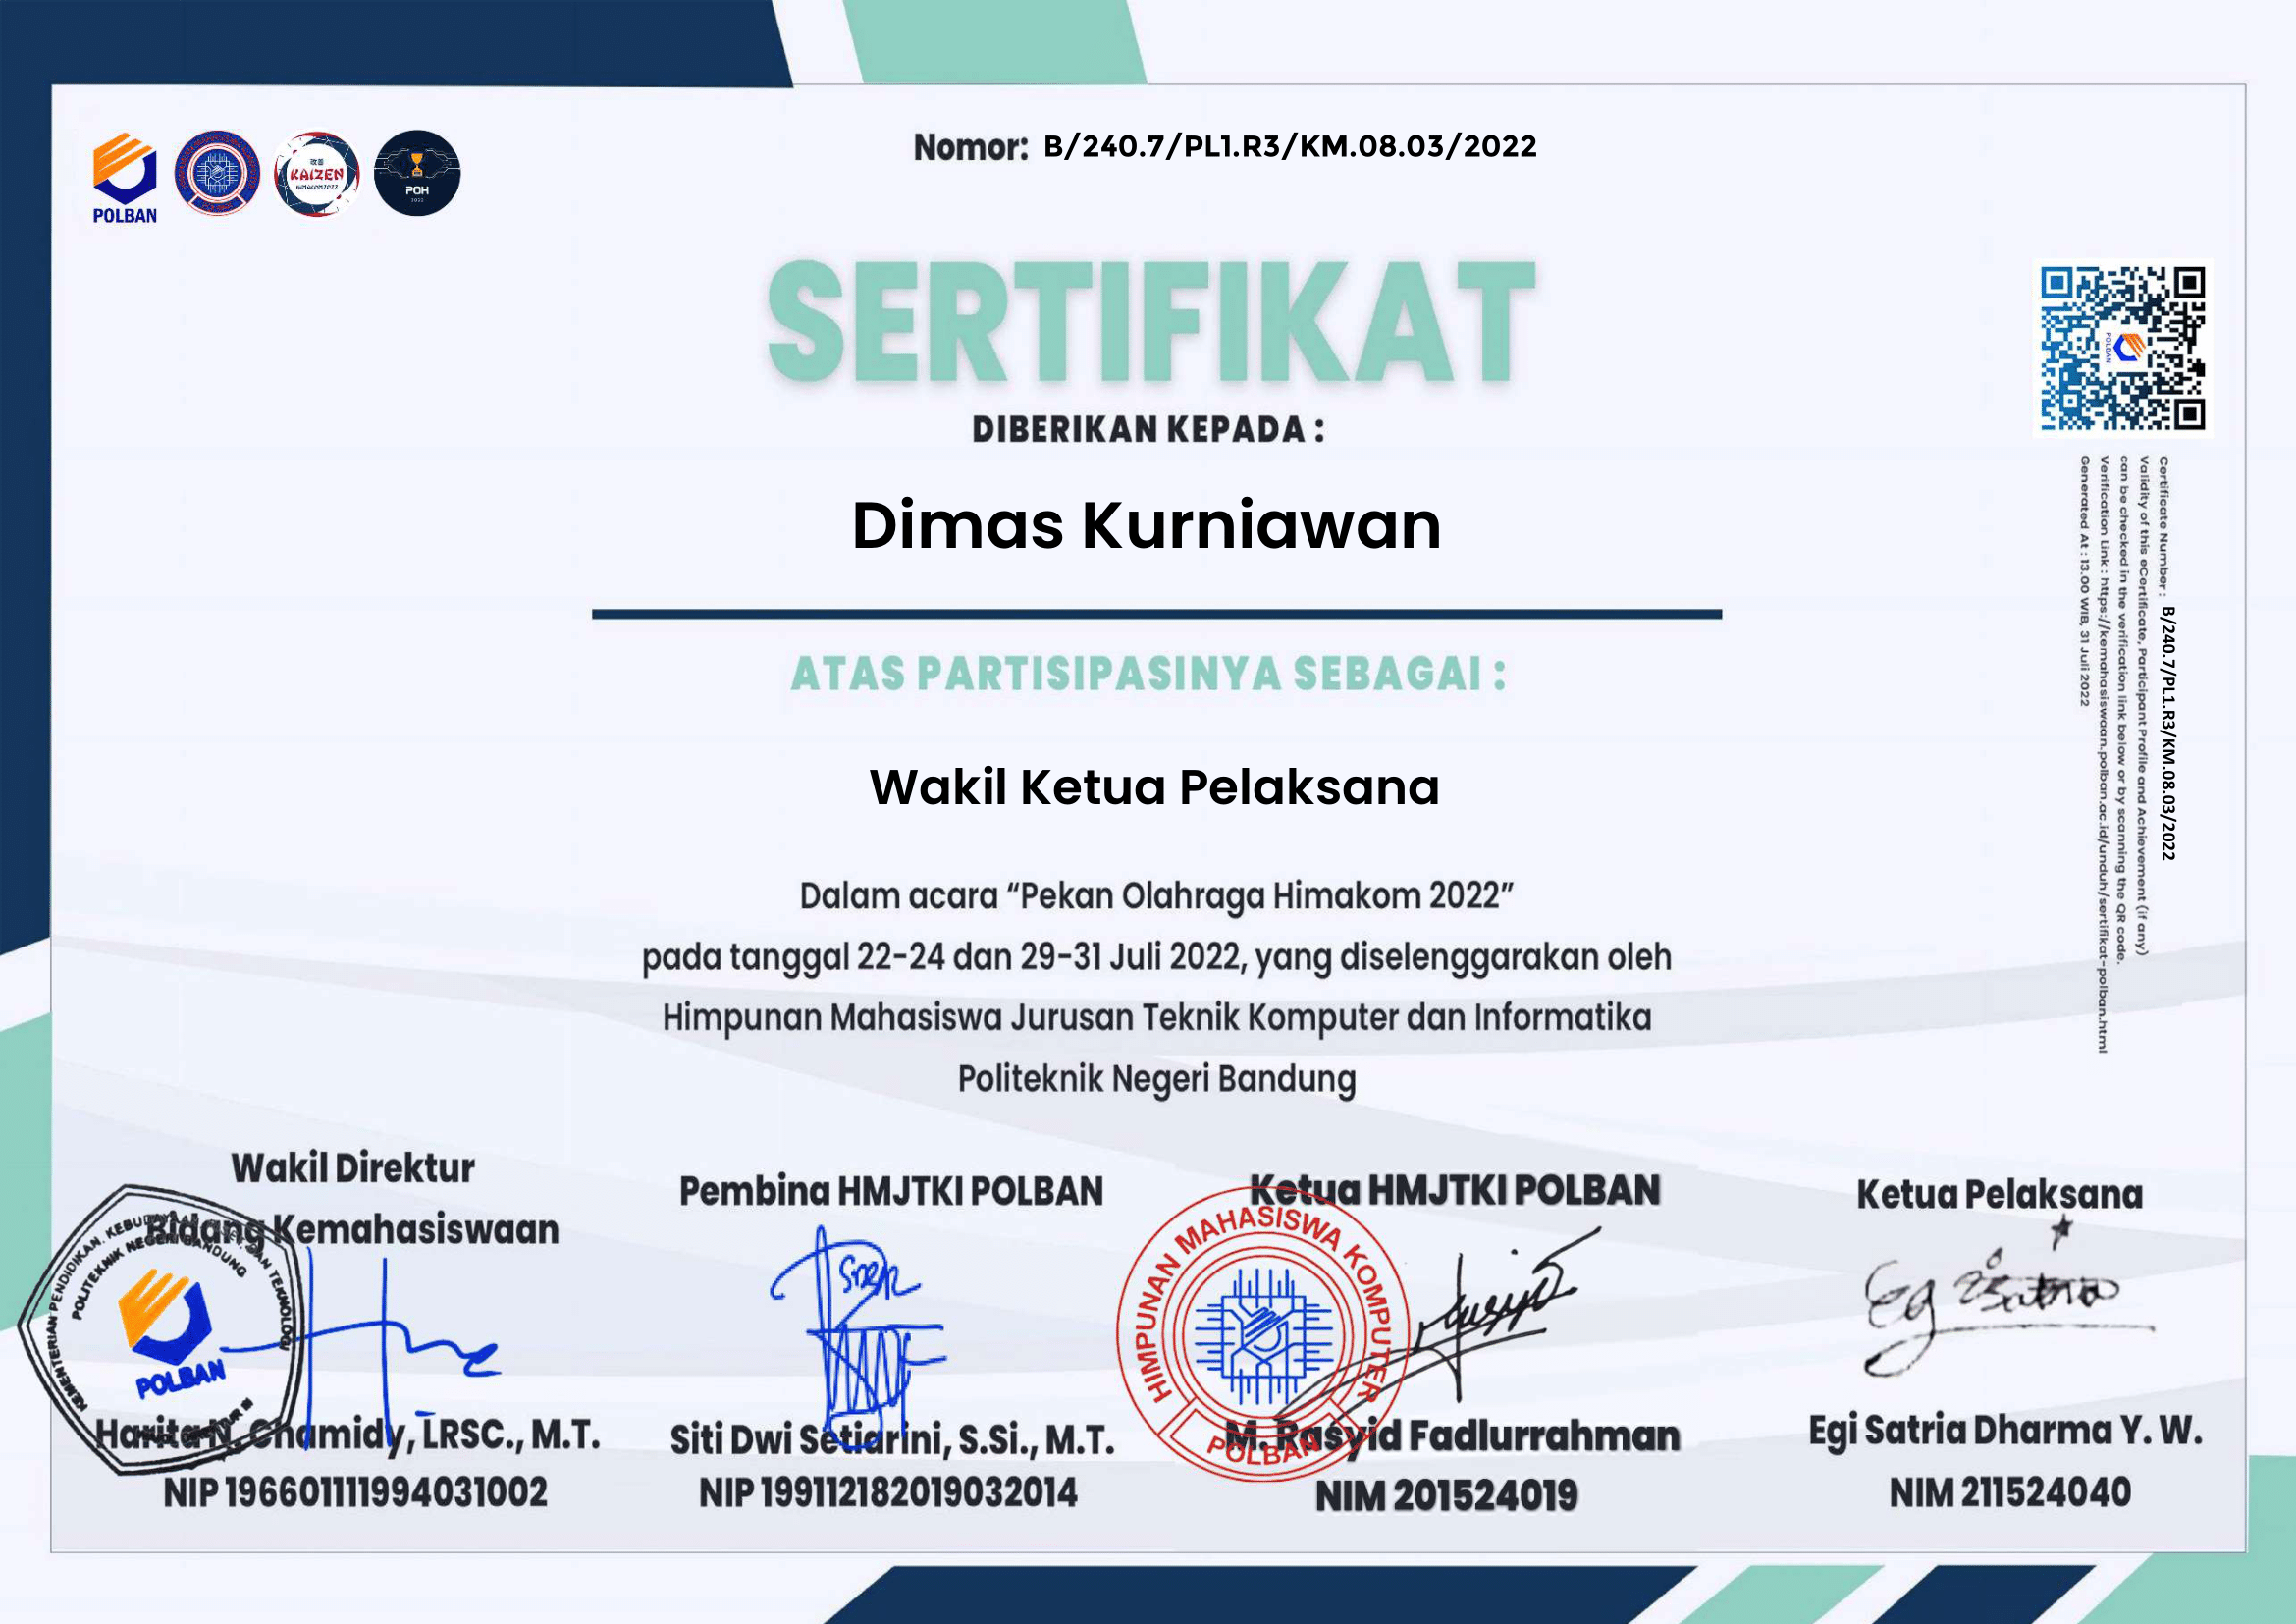 Nomor: B/240.7/PL1.R3/KM.08.03/2022
POLBAN
改善
KAIZEN
HIMAKOM2022
POH
2022
SERTIFIKAT
DIBERIKAN KEPADA :
Dimas Kurniawan
ATAS PARTISIPASINYA SEBAGAI :
Wakil Ketua Pelaksana
Dalam acara “Pekan Olahraga Himakom 2022”
pada tanggal 22-24 dan 29-31 Juli 2022, yang diselenggarakan oleh
Himpunan Mahasiswa Jurusan Teknik Komputer dan Informatika
Politeknik Negeri Bandung
POLBAN
Certificate Number : B/240.7/PL1.R3/KM.08.03/2022
Validity of this eCertificate, Participant Profile and Achievement (if any)
can be checked in the verification link below or by scanning the QR code.
Verification Link : https://kemahasiswaan.polban.ac.id/unduh/sertifikat-polban.html
Generated At : 13.00 WIB, 31 Juli 2022
Wakil Direktur
Bidang Kemahasiswaan
KEMENTERIAN PENDIDIKAN, KEBUDAYAAN, RISET, DAN TEKNOLOGI
POLITEKNIK NEGERI BANDUNG
POLBAN
Harita N. Chamidy, LRSC., M.T.
NIP 196601111994031002
Pembina HMJTKI POLBAN
Siti Dwi Setiarini, S.Si., M.T.
NIP 199112182019032014
Ketua HMJTKI POLBAN
HIMPUNAN MAHASISWA KOMPUTER
POLBAN
M. Rasyid Fadlurrahman
NIM 201524019
Ketua Pelaksana
Egi Satria Dharma Y. W.
NIM 211524040